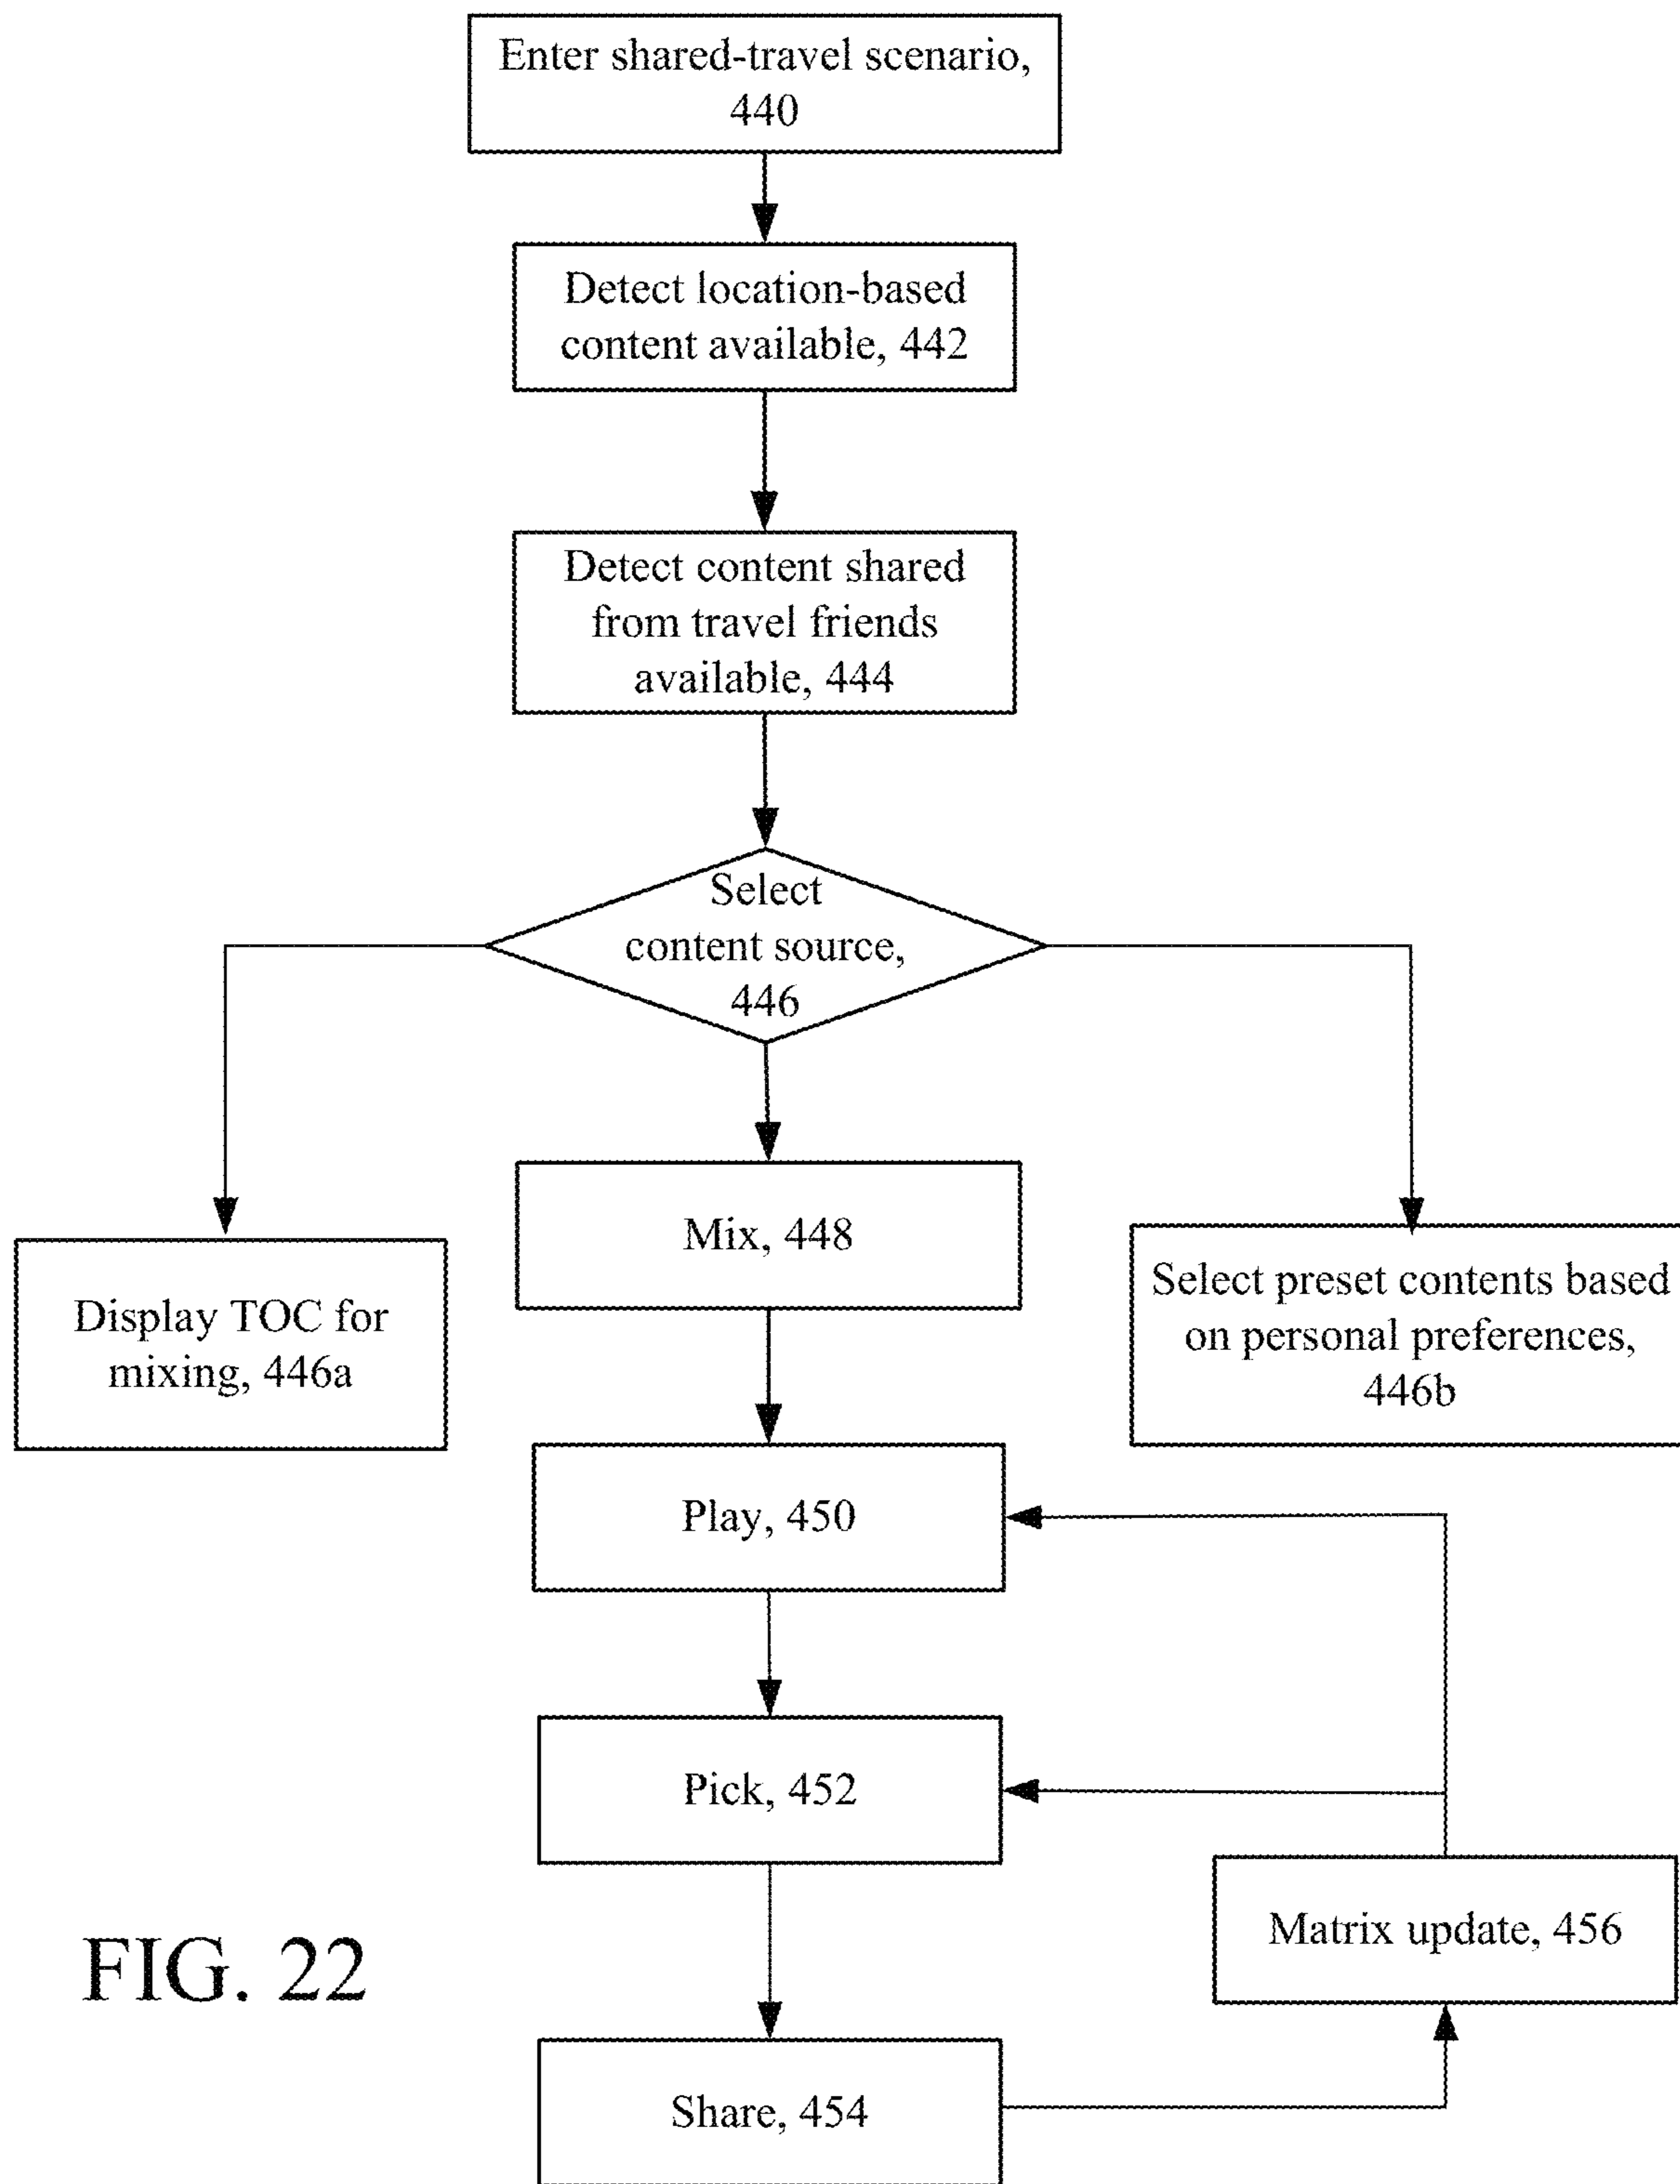 Enter shared-travel scenario,
440
Detect location-based
content available, 442
Detect content shared
from travel friends
available, 444
Select
content source,
446
Mix, 448
Display TOC for
mixing, 446a
Select preset contents based
on personal preferences,
446b
Play, 450
Pick, 452
Matrix update, 456
FIG. 22
Share, 454